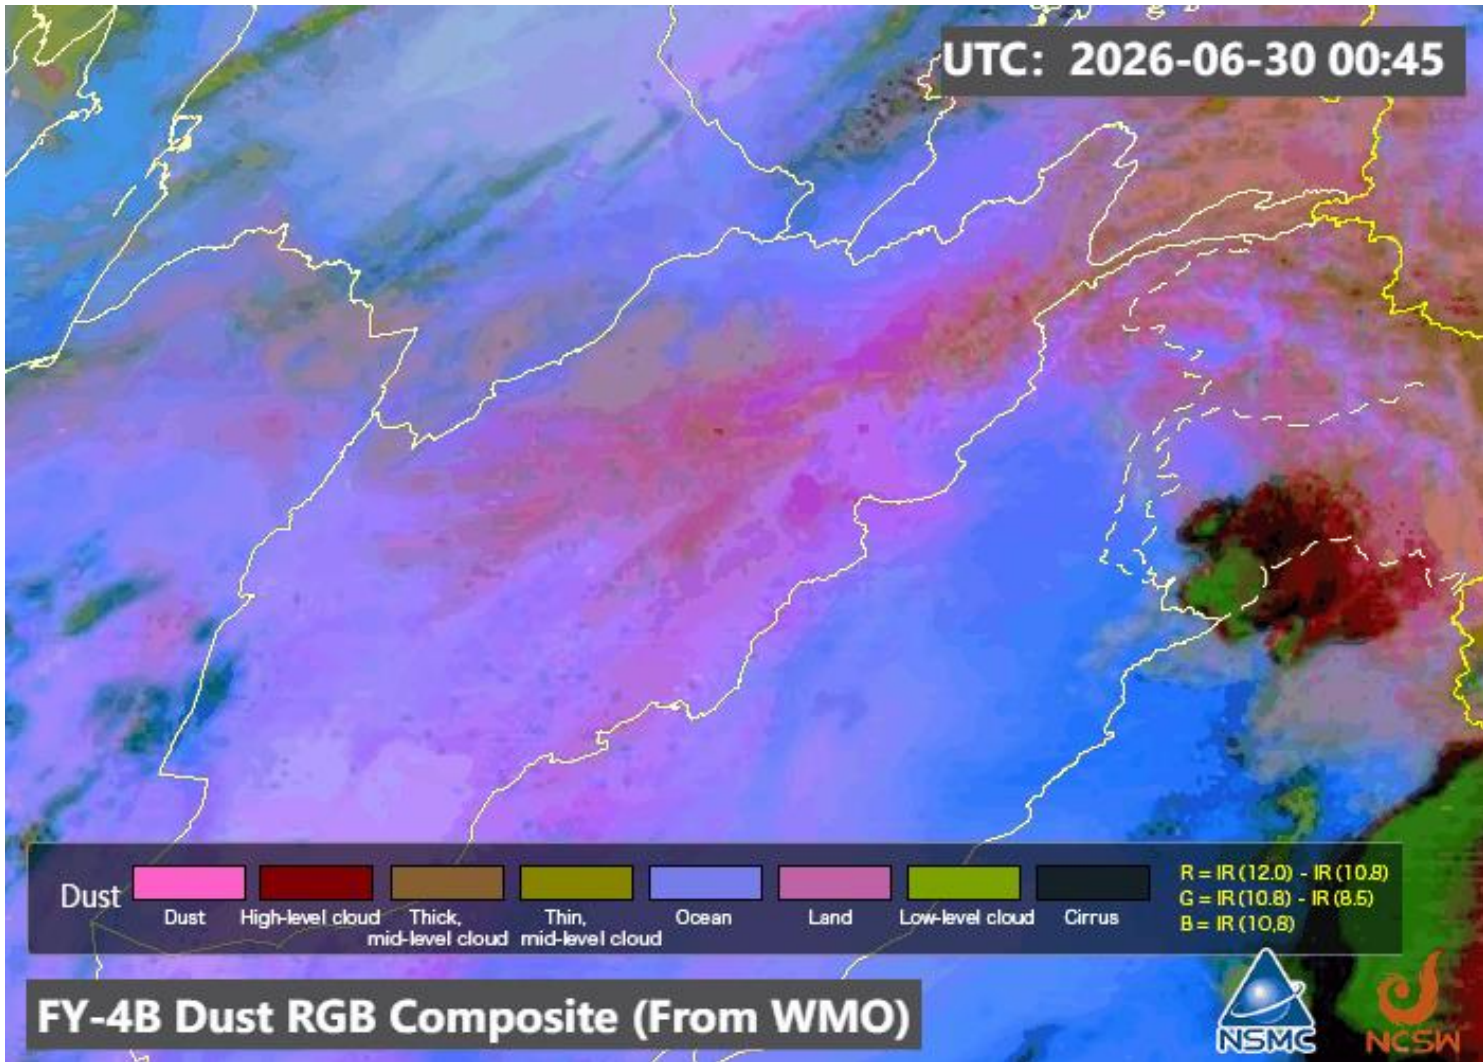 UTC: 2026-06-30 00:45
Dust
Dust
High-level cloud
Thick,
mid-level cloud
Thin,
mid-level cloud
Ocean
Land
Low-level cloud
Cirrus
R = IR (12.0) - IR (10.8)
G = IR (10.8) - IR (8.5)
B = IR (10,8)
FY-4B Dust RGB Composite (From WMO)
NSMC
NCSW